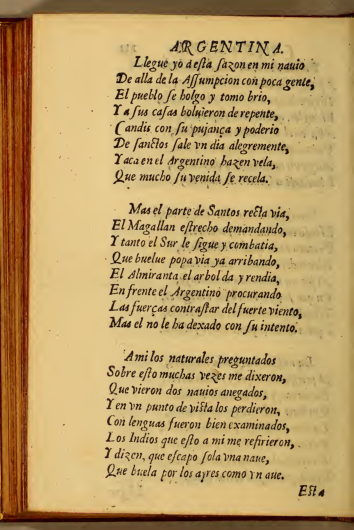 ARGENTINA.
Llegue yo a esta sazon en mi nauio
De alla de la Assumpcion con poca gente,
El pueblo se holgo y tomo brio,
Y a sus casas boluieron de repente,
Candis con su pujança y poderio
De sanctos sale vn dia alegremente,
Y aca en el Argentino hazen vela,
Que mucho su venida se recela.
Mas el parte de Santos recta via,
El Magallan estrecho demandando,
Y tanto el Sur le sigue y combatia,
Que buelue popa via ya arribando,
El Almiranta el arbol da y rendia,
En frente el Argentino procurando
Las fuerças contrastar del fuerte viento,
Mas el no le ha dexado con su intento.
A mi los naturales preguntados
Sobre esto muchas vezes me dixeron,
Que vieron dos nauios anegados,
Y en vn punto de vista los perdieron,
Con lenguas fueron bien examinados,
Los Indios que esto a mi me refirieron,
Y dizen, que escapo sola vna naue,
Que buela por los ayres como vn aue.
Esta